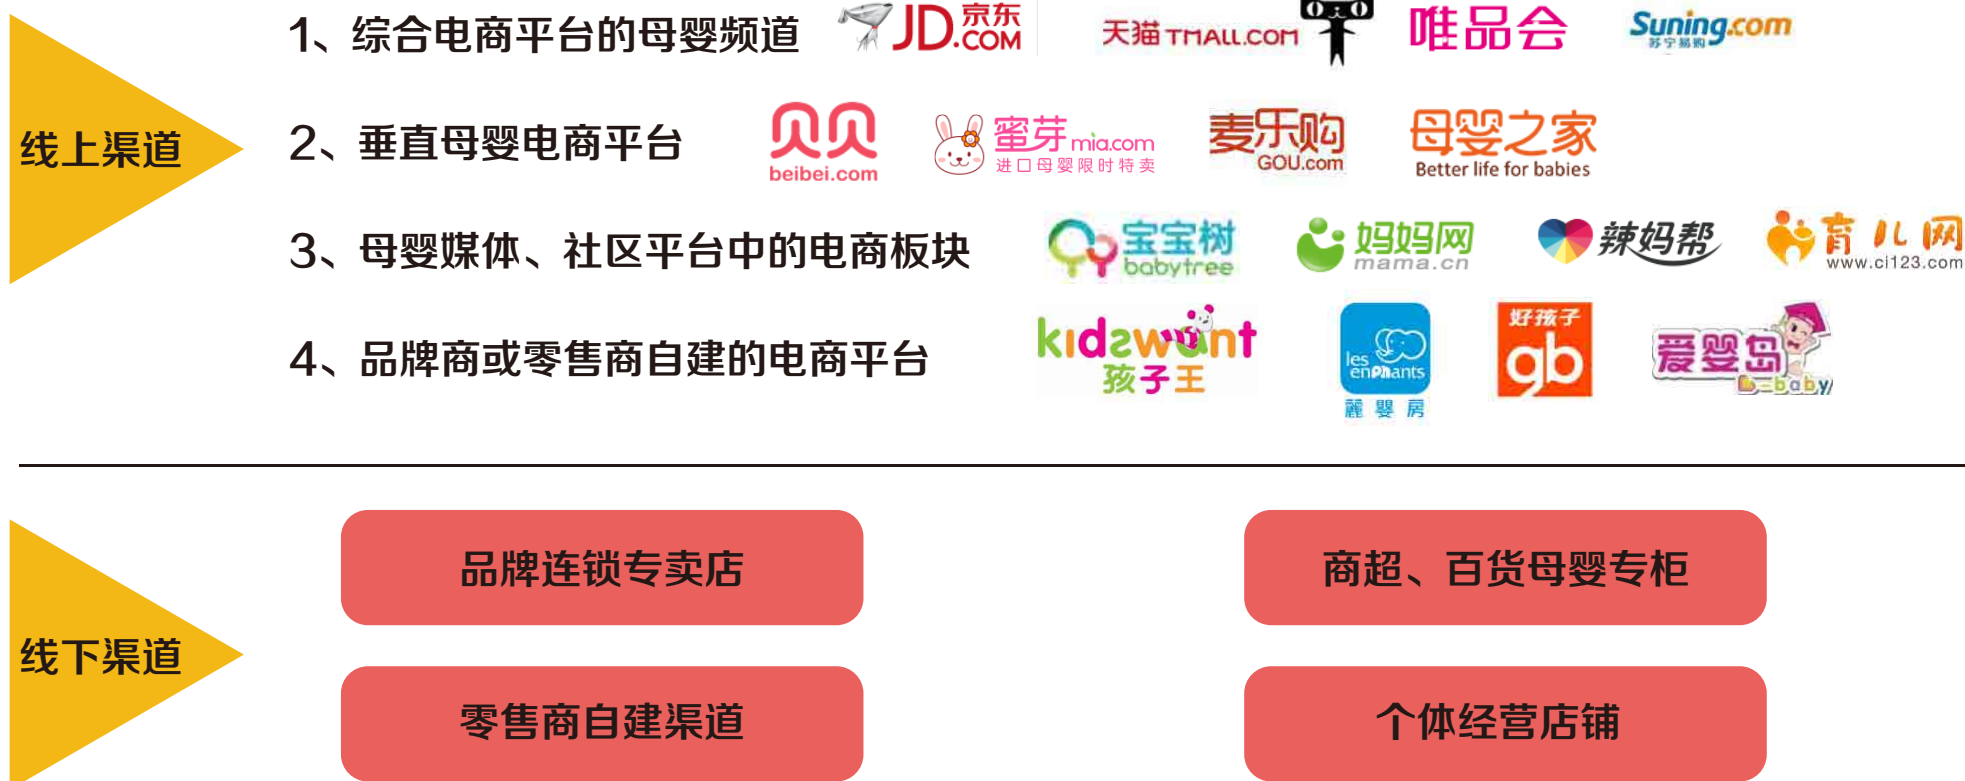 1、综合电商平台的母婴频道 JD.京东 COM 天猫 TMALL.COM 唯品会 Suning.com 苏宁易购
线上渠道
2、垂直母婴电商平台 贝贝 beibei.com 蜜芽 mia.com 进口母婴限时特卖 麦乐购 GOU.com 母婴之家 Better life for babies
3、母婴媒体、社区平台中的电商板块 宝宝树 babytree 妈妈网 mama.cn 辣妈帮 育儿网 www.ci123.com
4、品牌商或零售商自建的电商平台 kidswant 孩子王 les enphants 麗嬰房 好孩子 gb 爱婴岛 baby
品牌连锁专卖店 商超、百货母婴专柜
线下渠道
零售商自建渠道 个体经营店铺